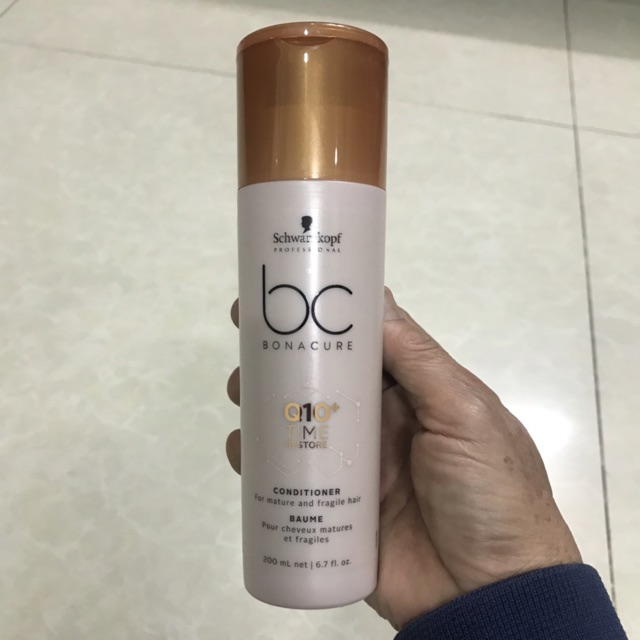 Schwarzkopf
PROFESSIONAL
bc
BONACURE
Q10+
TIME
RESTORE
CONDITIONER
For mature and fragile hair
BAUME
Pour cheveux matures
et fragiles
200 mL net | 6.7 fl. oz.